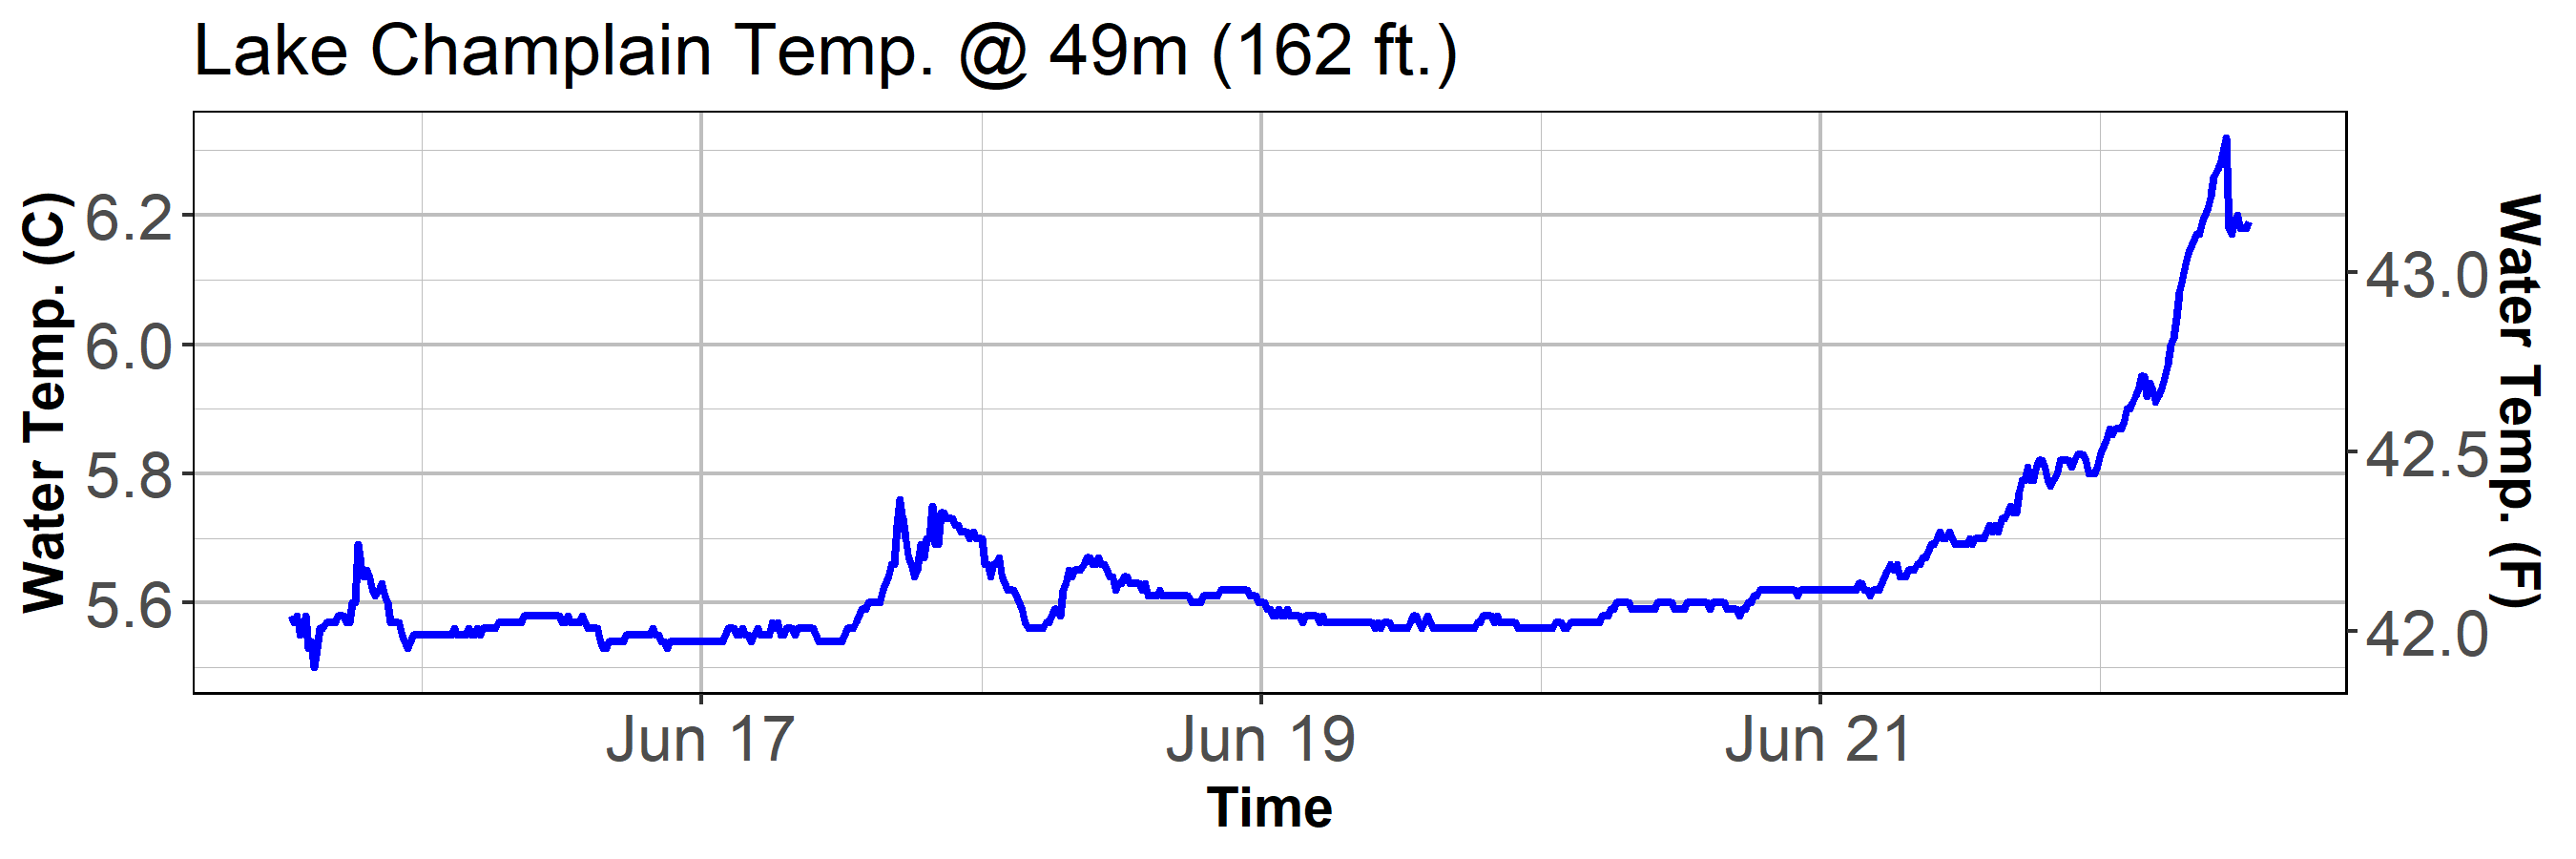 Lake Champlain Temp. @ 49m (162 ft.)
Water Temp. (C)
6.2
6.0
5.8
5.6
43.0
42.5
42.0
Water Temp. (F)
Jun 17
Jun 19
Jun 21
Time